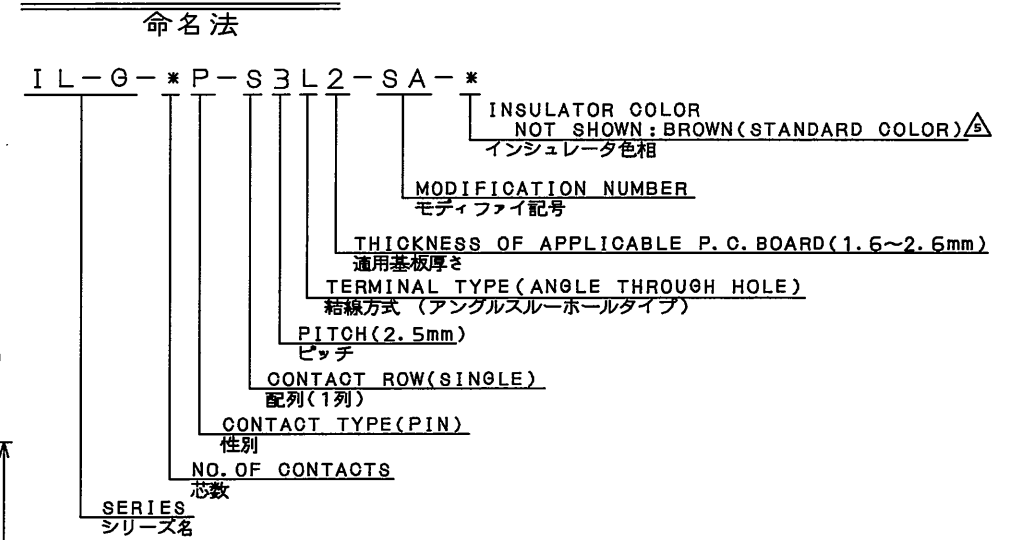 命名法
IL-G-*P-S3L2-SA-*
INSULATOR COLOR
NOT SHOWN:BROWN(STANDARD COLOR) 5
インシュレータ色相
MODIFICATION NUMBER
モディファイ記号
THICKNESS OF APPLICABLE P.C.BOARD(1.6~2.6mm)
適用基板厚さ
TERMINAL TYPE(ANGLE THROUGH HOLE)
結線方式 (アングルスルーホールタイプ)
PITCH(2.5mm)
ピッチ
CONTACT ROW(SINGLE)
配列(1列)
CONTACT TYPE(PIN)
性別
NO.OF CONTACTS
芯数
SERIES
シリーズ名